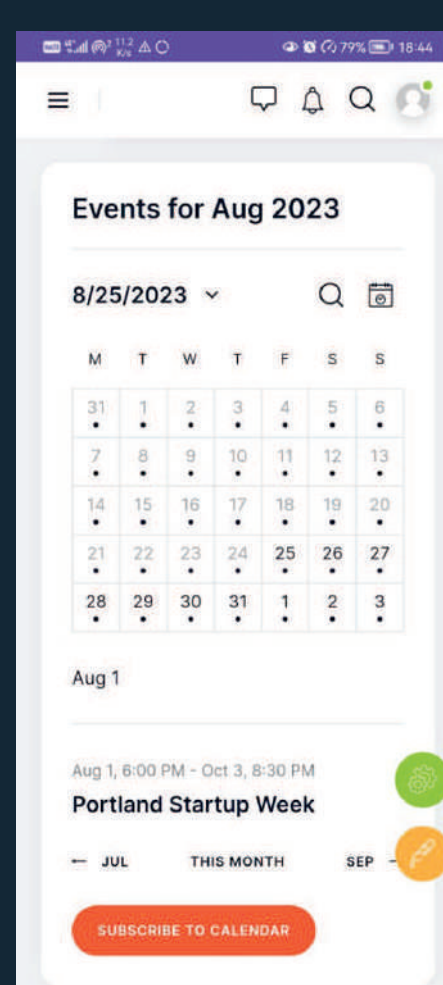 11.2 K/s 79% 18:44
Events for Aug 2023
8/25/2023
M T W T F S S
31 1 2 3 4 5 6
7 8 9 10 11 12 13
14 15 16 17 18 19 20
21 22 23 24 25 26 27
28 29 30 31 1 2 3
Aug 1
Aug 1, 6:00 PM - Oct 3, 8:30 PM
Portland Startup Week
← JUL THIS MONTH SEP
SUBSCRIBE TO CALENDAR